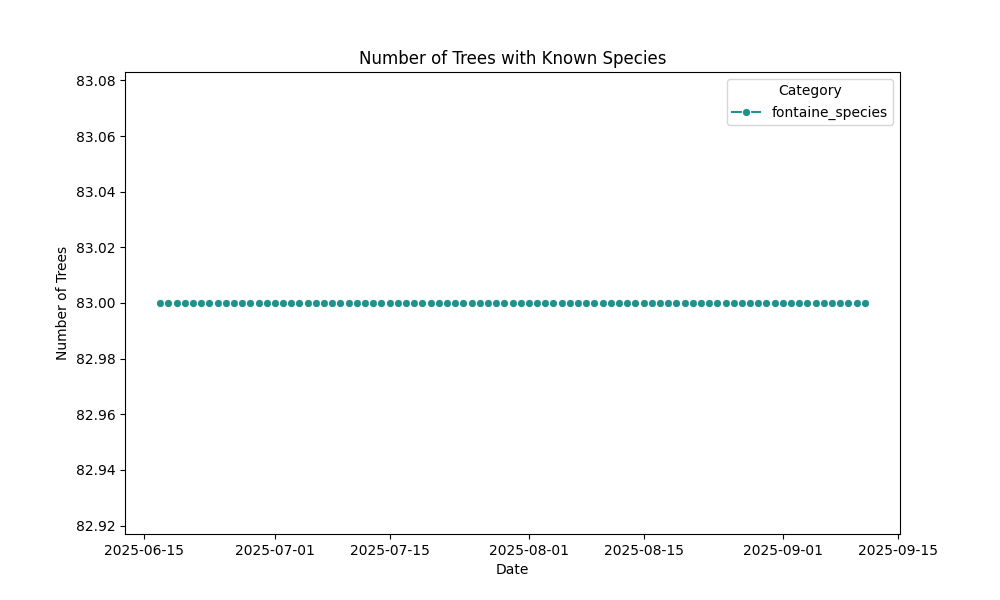 Number of Trees with Known Species
Category
fontaine_species
83.08
83.06
83.04
83.02
83.00
82.98
82.96
82.94
82.92
Number of Trees
2025-06-15 2025-07-01 2025-07-15 2025-08-01 2025-08-15 2025-09-01 2025-09-15
Date